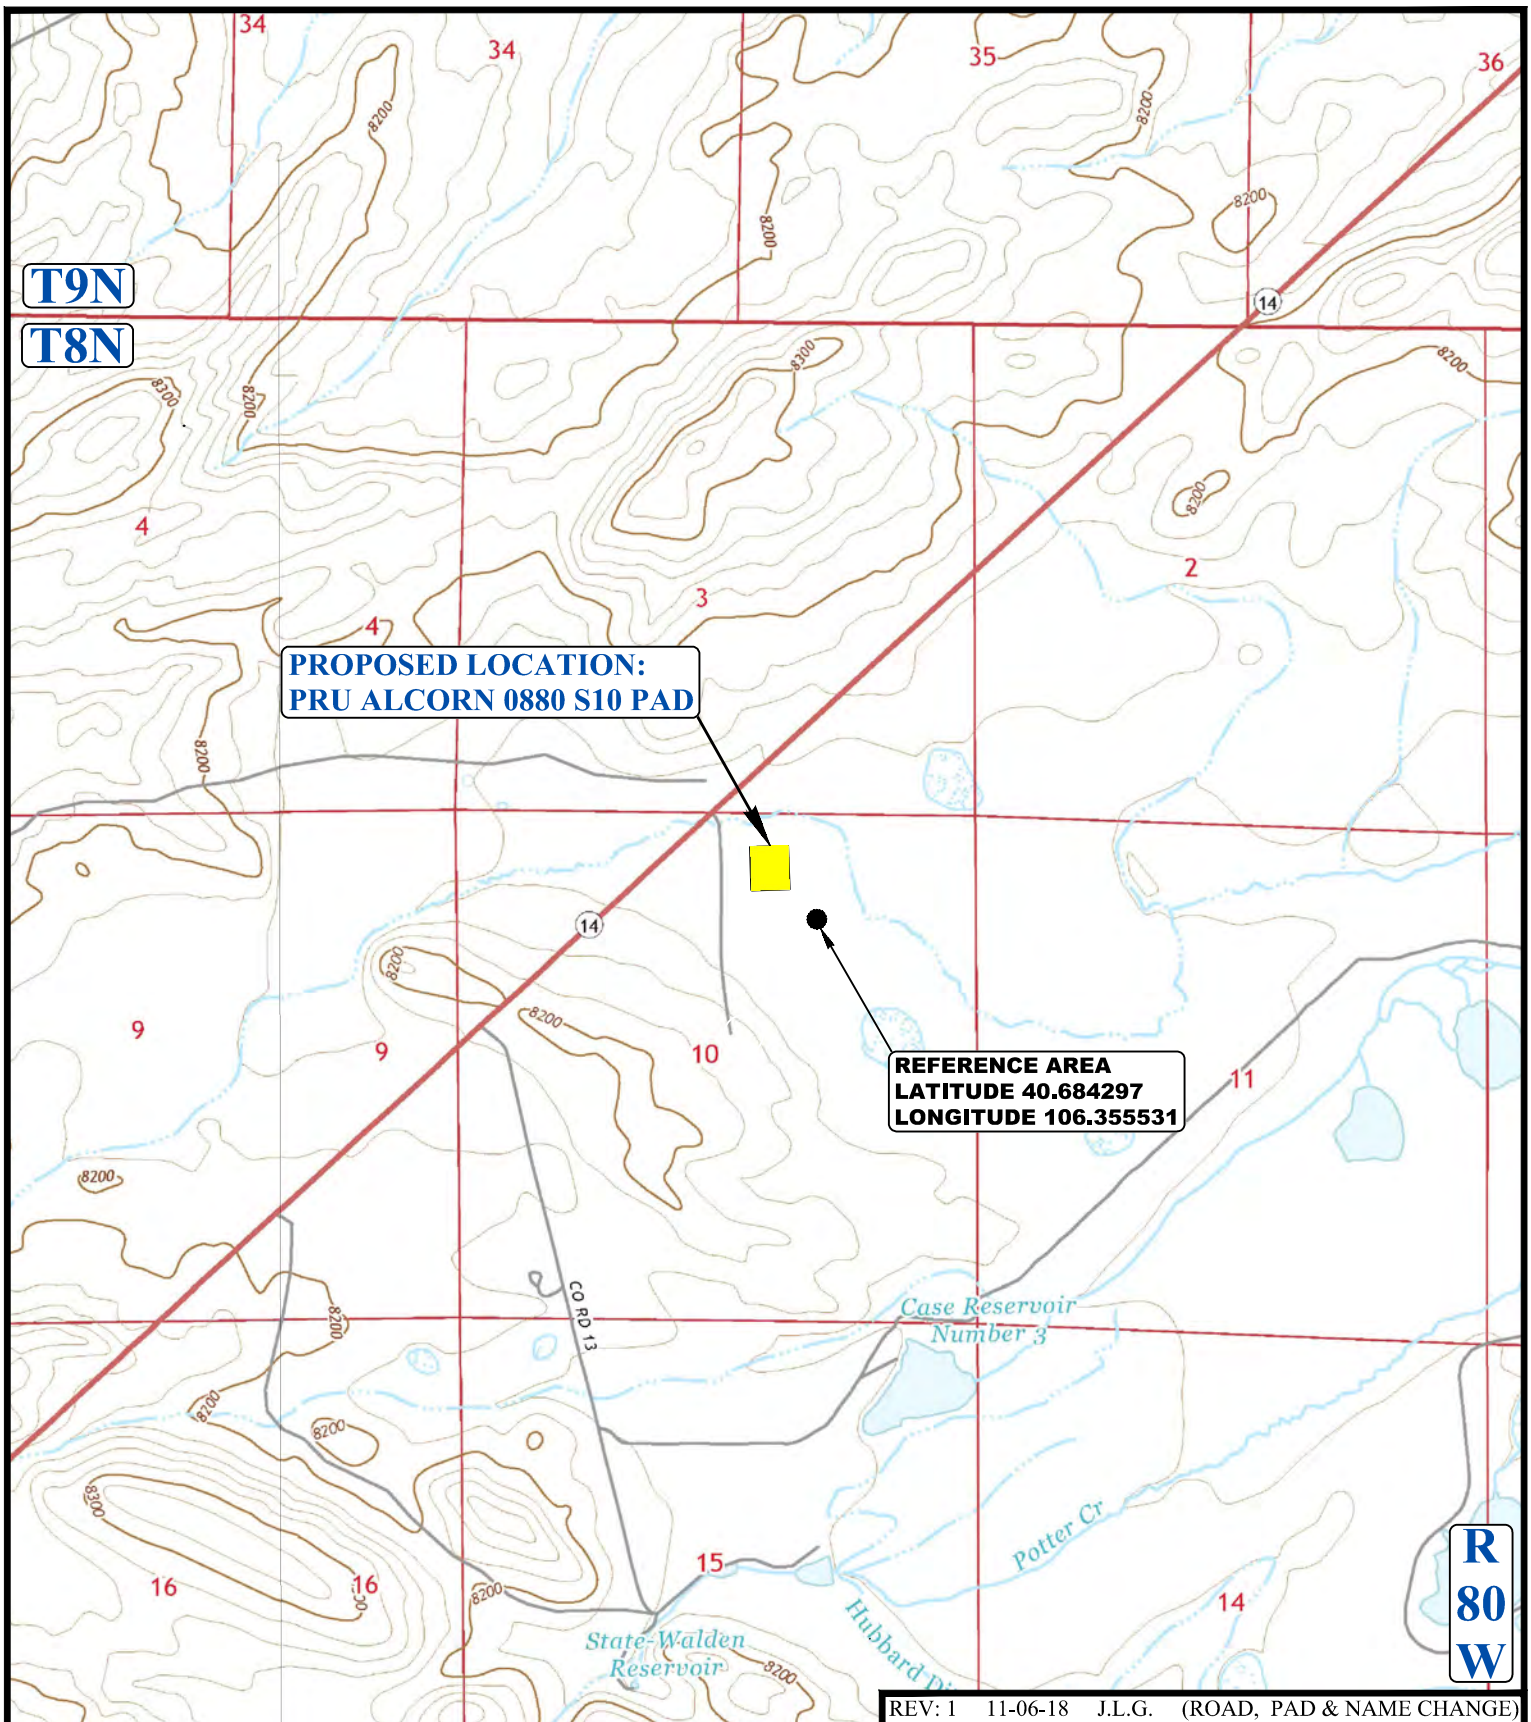 34
34
35
36
8200
8200
8200
8200
T9N
14
T8N
8300
8200
8300
8200
8200
4
2
3
4
PROPOSED LOCATION:
PRU ALCORN 0880 S10 PAD
8200
14
8200
8200
9
9
10
REFERENCE AREA
LATITUDE 40.684297
LONGITUDE 106.355531
11
8200
CO RD 13
Case Reservoir
Number 3
8200
8200
8200
8300
Potter Cr
R
80
W
15
16
16
8200
14
Hubbard
State-Walden
Reservoir
8200
REV: 1 11-06-18 J.L.G. (ROAD, PAD & NAME CHANGE)